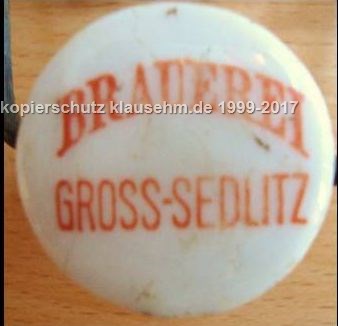 BRAUEREI
kopierschutz klausehm.de 1999-2017
GROSS-SEDLITZ